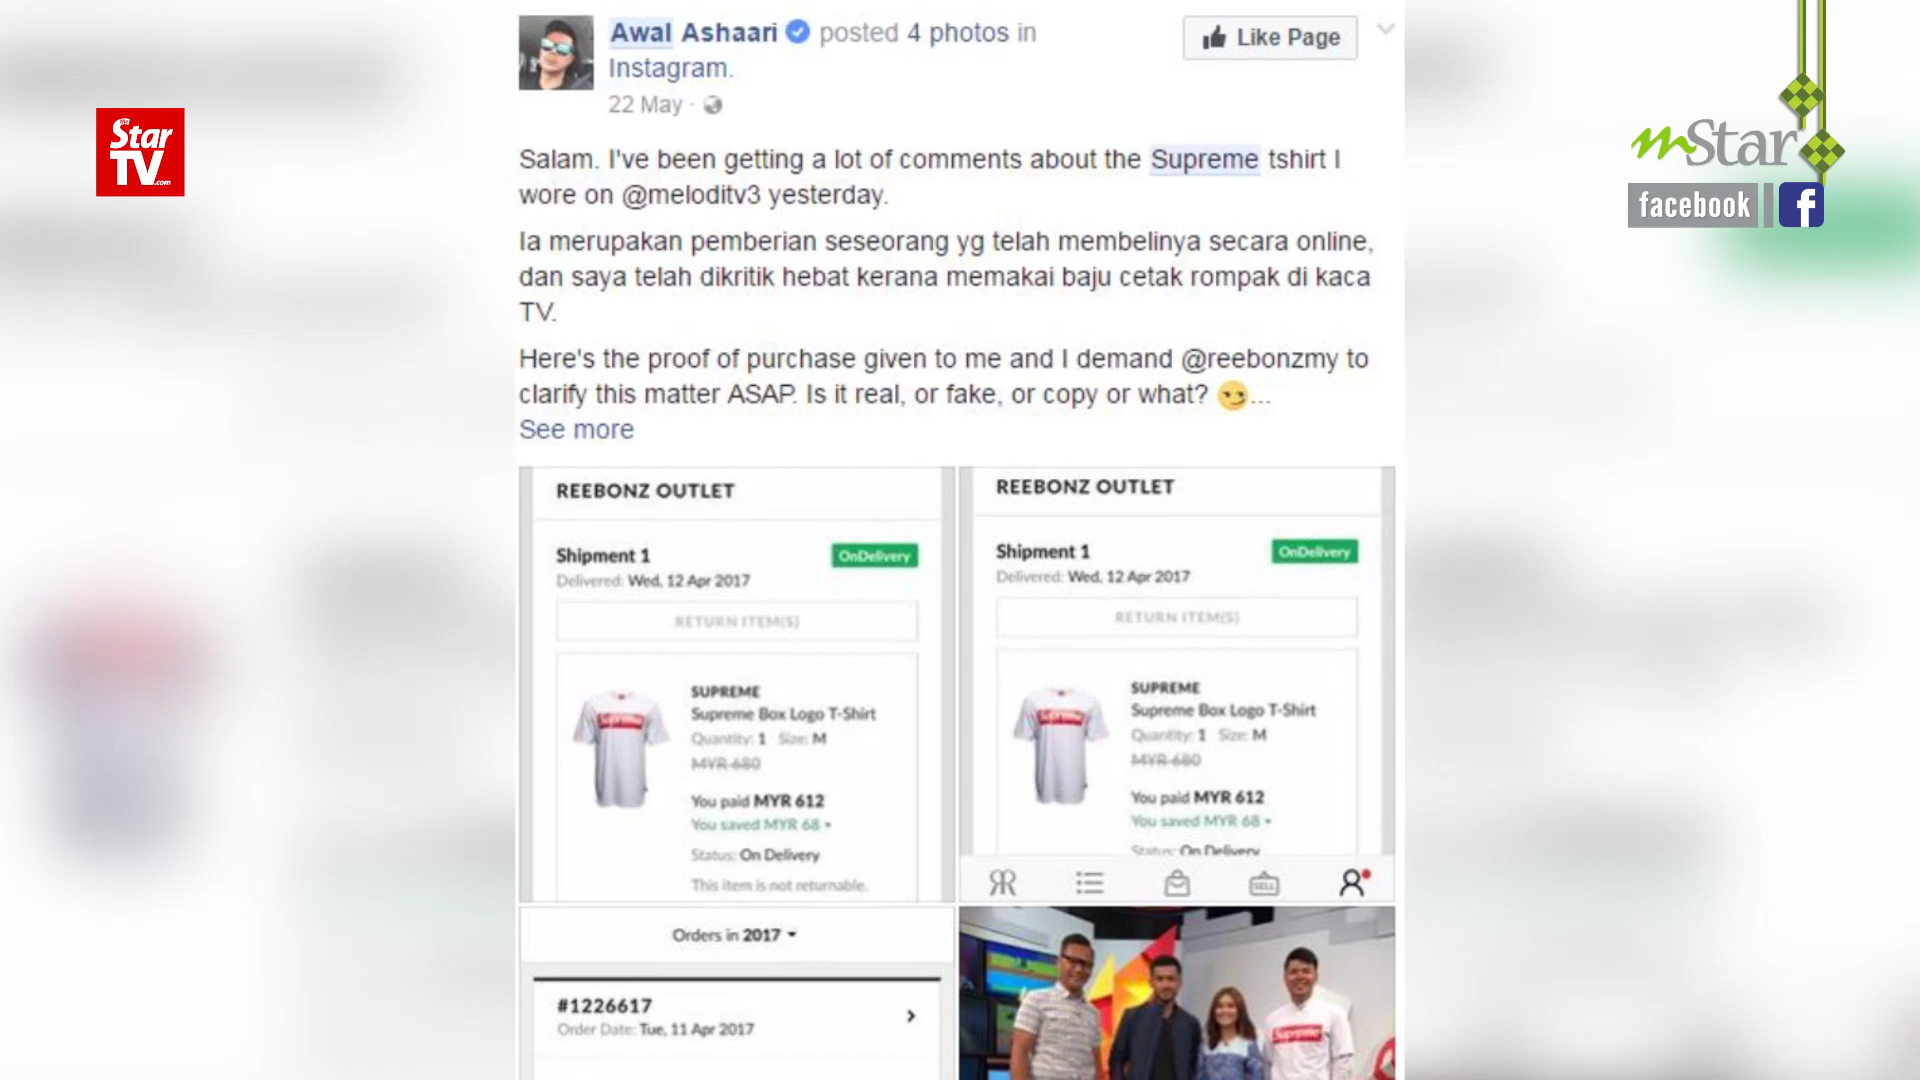 Awal Ashaari posted 4 photos in
Instagram.
22 May ·
Like Page
the Star
TV.com
mStar
facebook f
Salam. I've been getting a lot of comments about the Supreme tshirt I
wore on @meloditv3 yesterday.
Ia merupakan pemberian seseorang yg telah membelinya secara online,
dan saya telah dikritik hebat kerana memakai baju cetak rompak di kaca
TV.
Here's the proof of purchase given to me and I demand @reebonzmy to
clarify this matter ASAP. Is it real, or fake, or copy or what? 😏...
See more
REEBONZ OUTLET
Shipment 1
OnDelivery
Delivered: Wed, 12 Apr 2017
RETURN ITEM(S)
Supreme
SUPREME
Supreme Box Logo T-Shirt
Quantity: 1 Size: M
MYR 680
You paid MYR 612
You saved MYR 68
Status: On Delivery
This item is not returnable.
REEBONZ OUTLET
Shipment 1
OnDelivery
Delivered: Wed, 12 Apr 2017
RETURN ITEM(S)
Supreme
SUPREME
Supreme Box Logo T-Shirt
Quantity: 1 Size: M
MYR 680
You paid MYR 612
You saved MYR 68
Status: On Delivery
SELL
Orders in 2017
#1226617
Order Date: Tue, 11 Apr 2017
Supreme